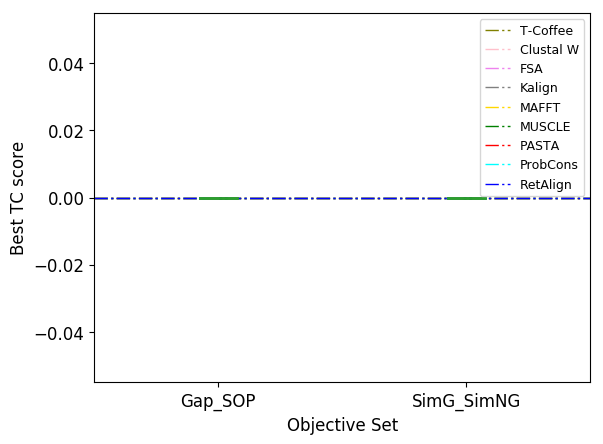 T-Coffee
Clustal W
FSA
Kalign
MAFFT
MUSCLE
PASTA
ProbCons
RetAlign
0.04
0.02
0.00
−0.02
−0.04
Best TC score
Gap_SOP
SimG_SimNG
Objective Set